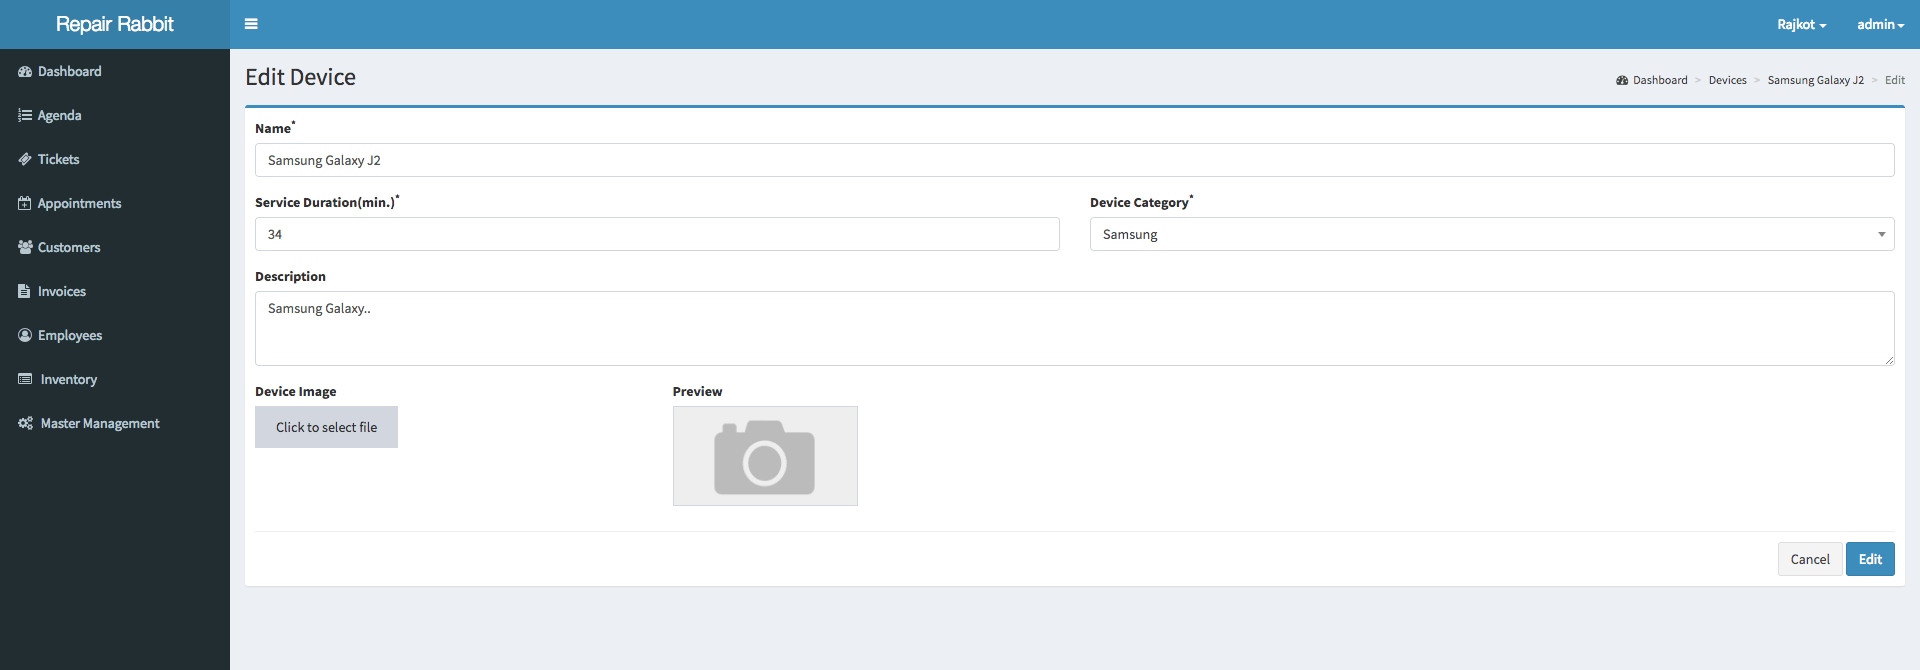 Repair Rabbit
Rajkot
admin
Dashboard
Agenda
Tickets
Appointments
Customers
Invoices
Employees
Inventory
Master Management
Edit Device
Dashboard > Devices > Samsung Galaxy J2 > Edit
Name*
Samsung Galaxy J2
Service Duration(min.)*
Device Category*
34
Samsung
Description
Samsung Galaxy..
Device Image
Preview
Click to select file
Cancel
Edit